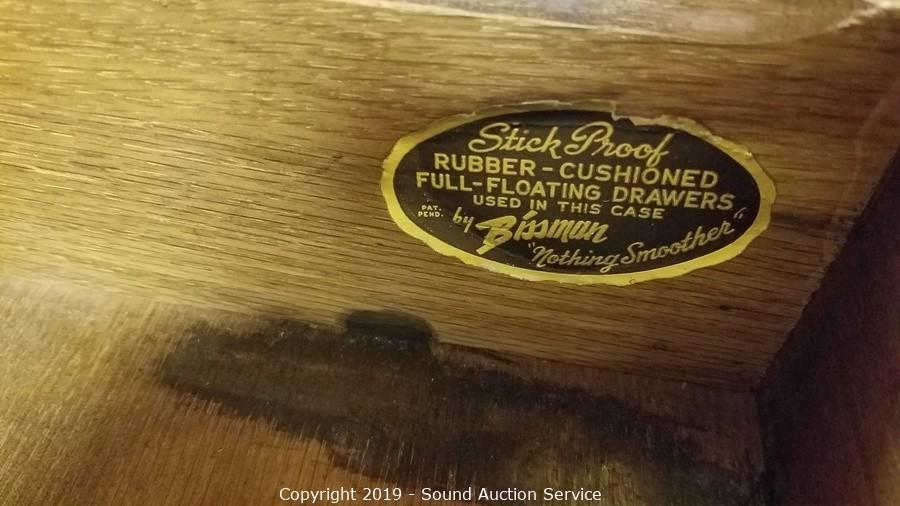 Stick Proof
RUBBER-CUSHIONED
FULL-FLOATING DRAWERS
USED IN THIS CASE
PAT.
PEND.
by Bissman
"Nothing Smoother"
Copyright 2019 - Sound Auction Service